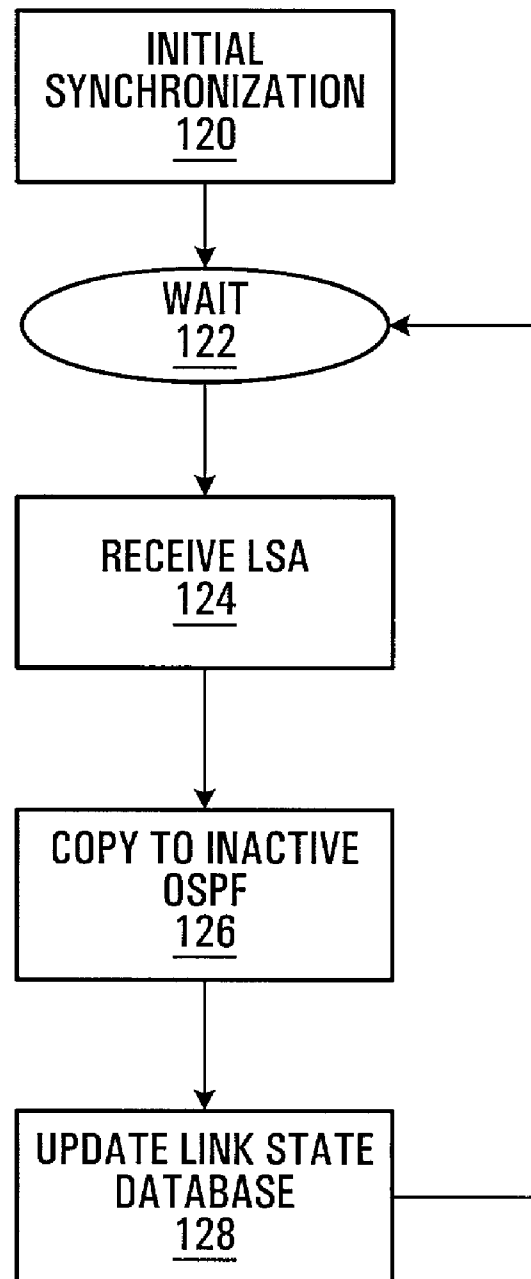 INITIAL
SYNCHRONIZATION
120
WAIT
122
RECEIVE LSA
124
COPY TO INACTIVE
OSPF
126
UPDATE LINK STATE
DATABASE
128